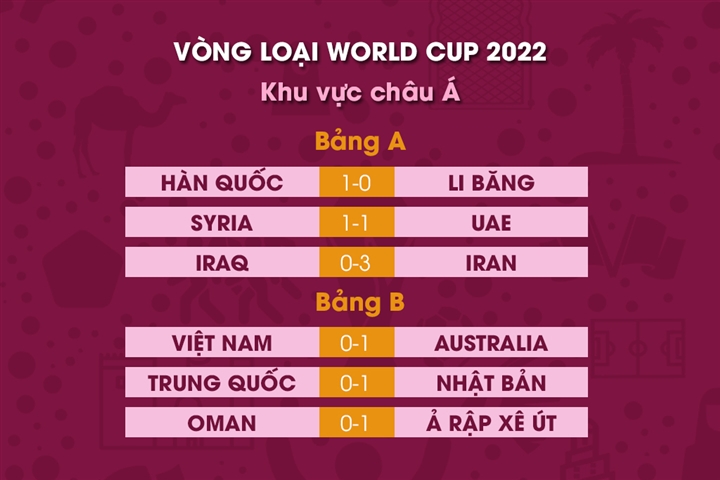 VÒNG LOẠI WORLD CUP 2022
Khu vực châu Á
Bảng A
HÀN QUỐC 1-0 LI BĂNG
SYRIA 1-1 UAE
IRAQ 0-3 IRAN
Bảng B
VIỆT NAM 0-1 AUSTRALIA
TRUNG QUỐC 0-1 NHẬT BẢN
OMAN 0-1 Ả RẬP XÊ ÚT